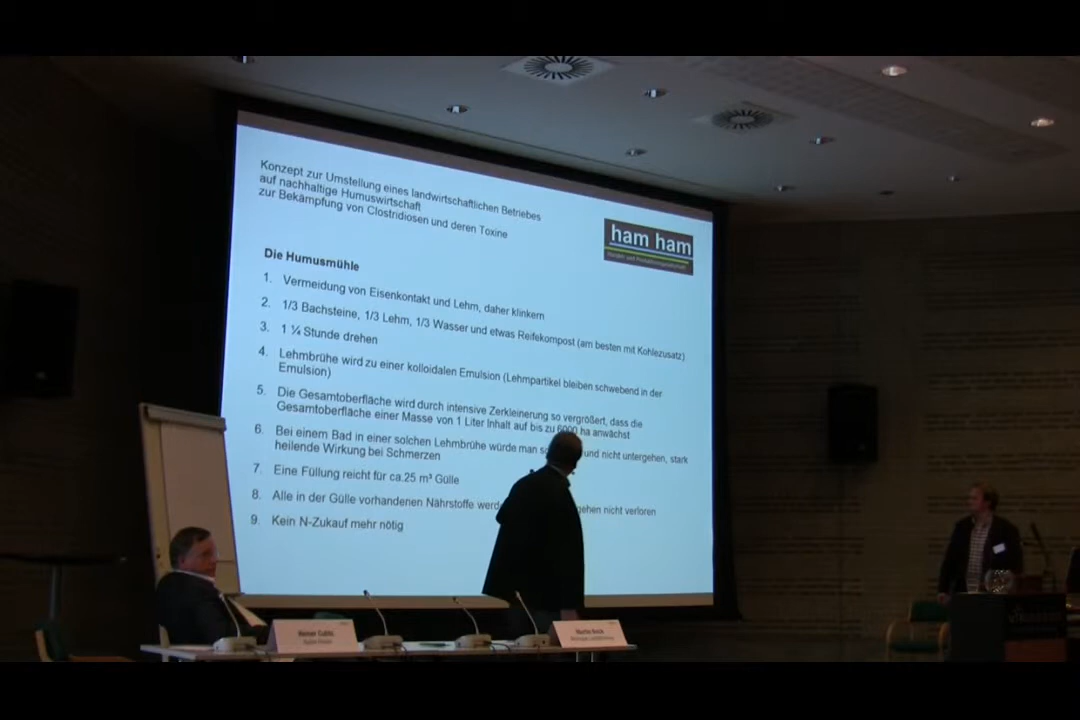 Konzept zur Umstellung eines landwirtschaftlichen Betriebes
auf nachhaltige Humuswirtschaft
zur Bekämpfung von Clostridiosen und deren Toxine
ham ham
Die Humusmühle
1. Vermeidung von Eisenkontakt und Lehm, daher klinkern
2. 1/3 Bachsteine, 1/3 Lehm, 1/3 Wasser und etwas Reifekompost (am besten mit Kohlezusatz)
3. 1 ¼ Stunde drehen
4. Lehmbrühe wird zu einer kolloidalen Emulsion (Lehmpartikel bleiben schwebend in der
Emulsion)
5. Die Gesamtoberfläche wird durch intensive Zerkleinerung so vergrößert, dass die
Gesamtoberfläche einer Masse von 1 Liter Inhalt auf bis zu 6000 ha anwächst
6. Bei einem Bad in einer solchen Lehmbrühe würde man und nicht untergehen, stark
heilende Wirkung bei Schmerzen
7. Eine Füllung reicht für ca.25 m³ Gülle
8. Alle in der Gülle vorhandenen Nährstoffe gehen nicht verloren
9. Kein N-Zukauf mehr nötig